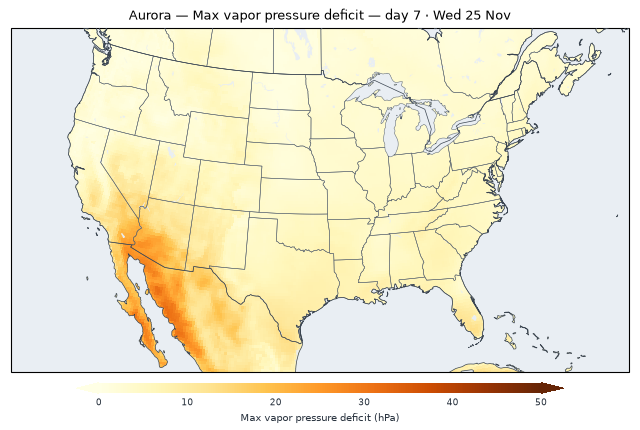 Aurora — Max vapor pressure deficit — day 7 · Wed 25 Nov
0 10 20 30 40 50
Max vapor pressure deficit (hPa)